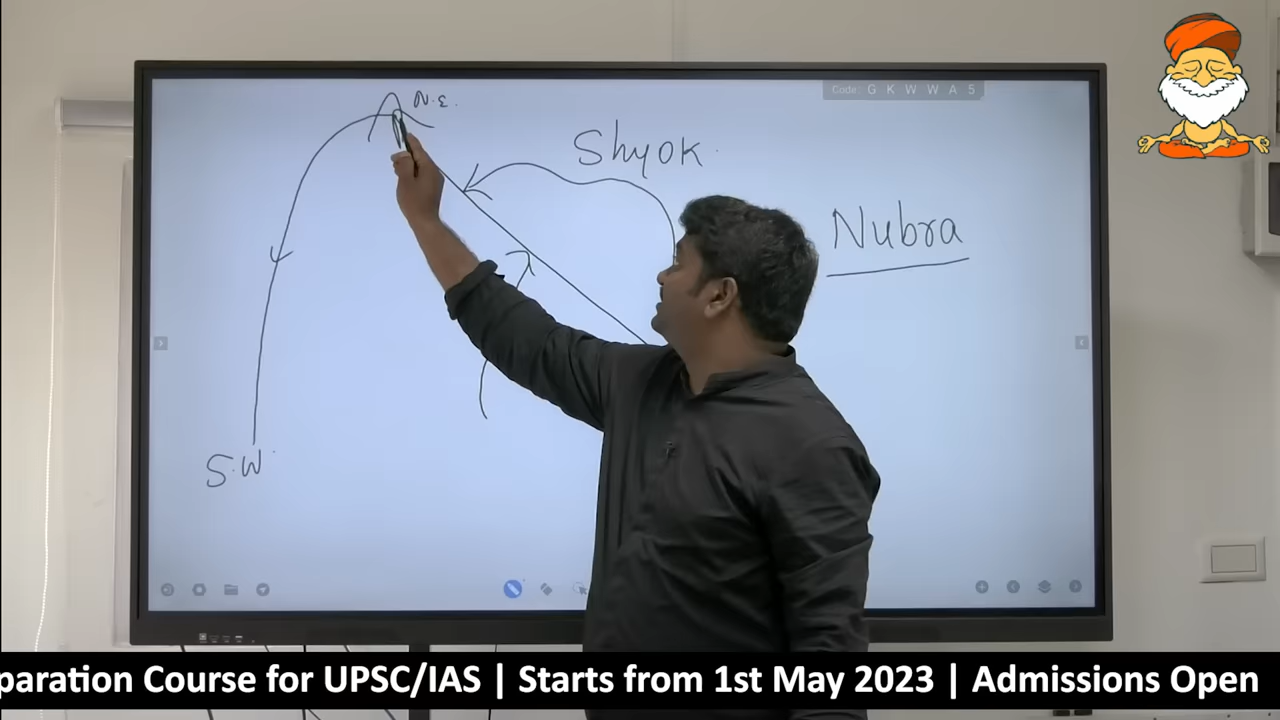 Code: G K W W A 5
N.E.
Shyok
Nubra
S.W.
paration Course for UPSC/IAS | Starts from 1st May 2023 | Admissions Open